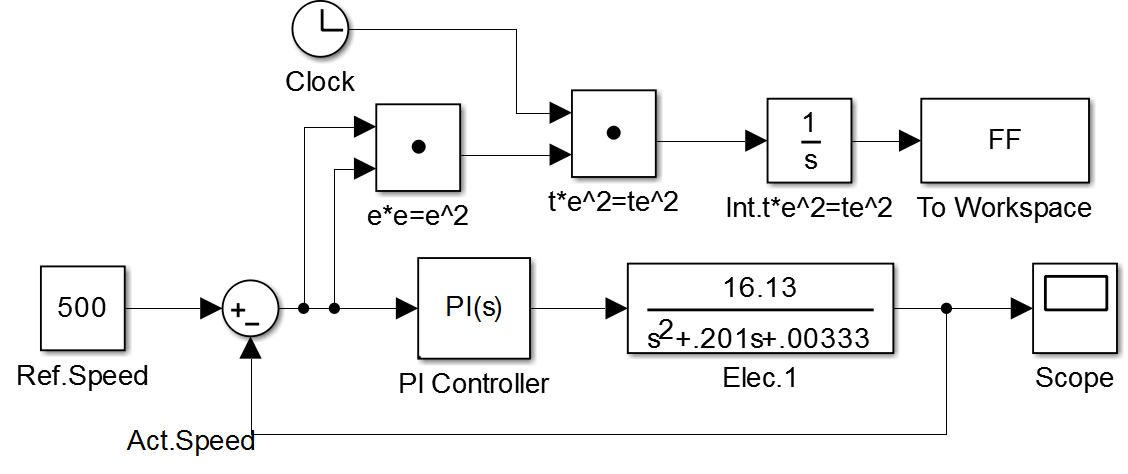 Clock
e*e=e^2
t*e^2=te^2
1
s
Int.t*e^2=te^2
FF
To Workspace
500
Ref.Speed
+
−
PI(s)
PI Controller
16.13
s2+.201s+.00333
Elec.1
Scope
Act.Speed